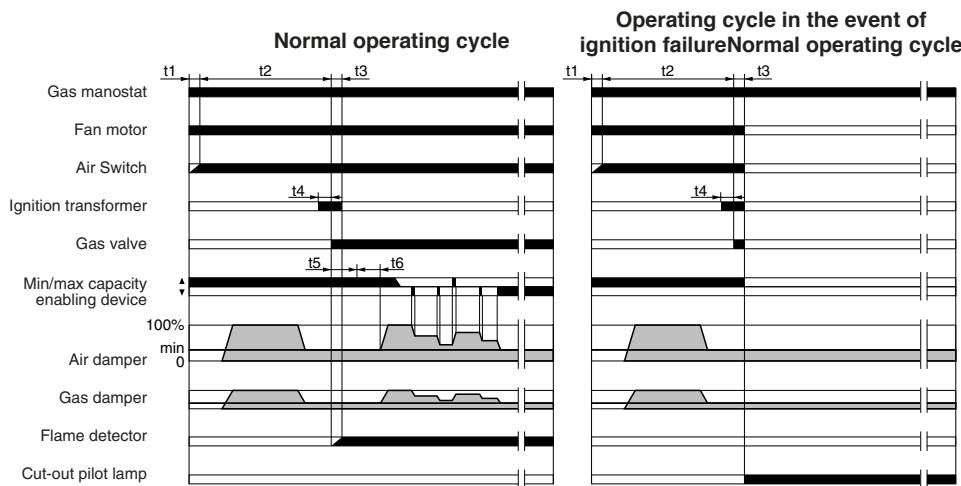 Normal operating cycle
Operating cycle in the event of
ignition failureNormal operating cycle
t1 t2 t3
t1 t2 t3
Gas manostat
Fan motor
Air Switch
t4
t4
Ignition transformer
Gas valve
t5 t6
Min/max capacity
enabling device
100%
min
0
Air damper
Gas damper
Flame detector
Cut-out pilot lamp